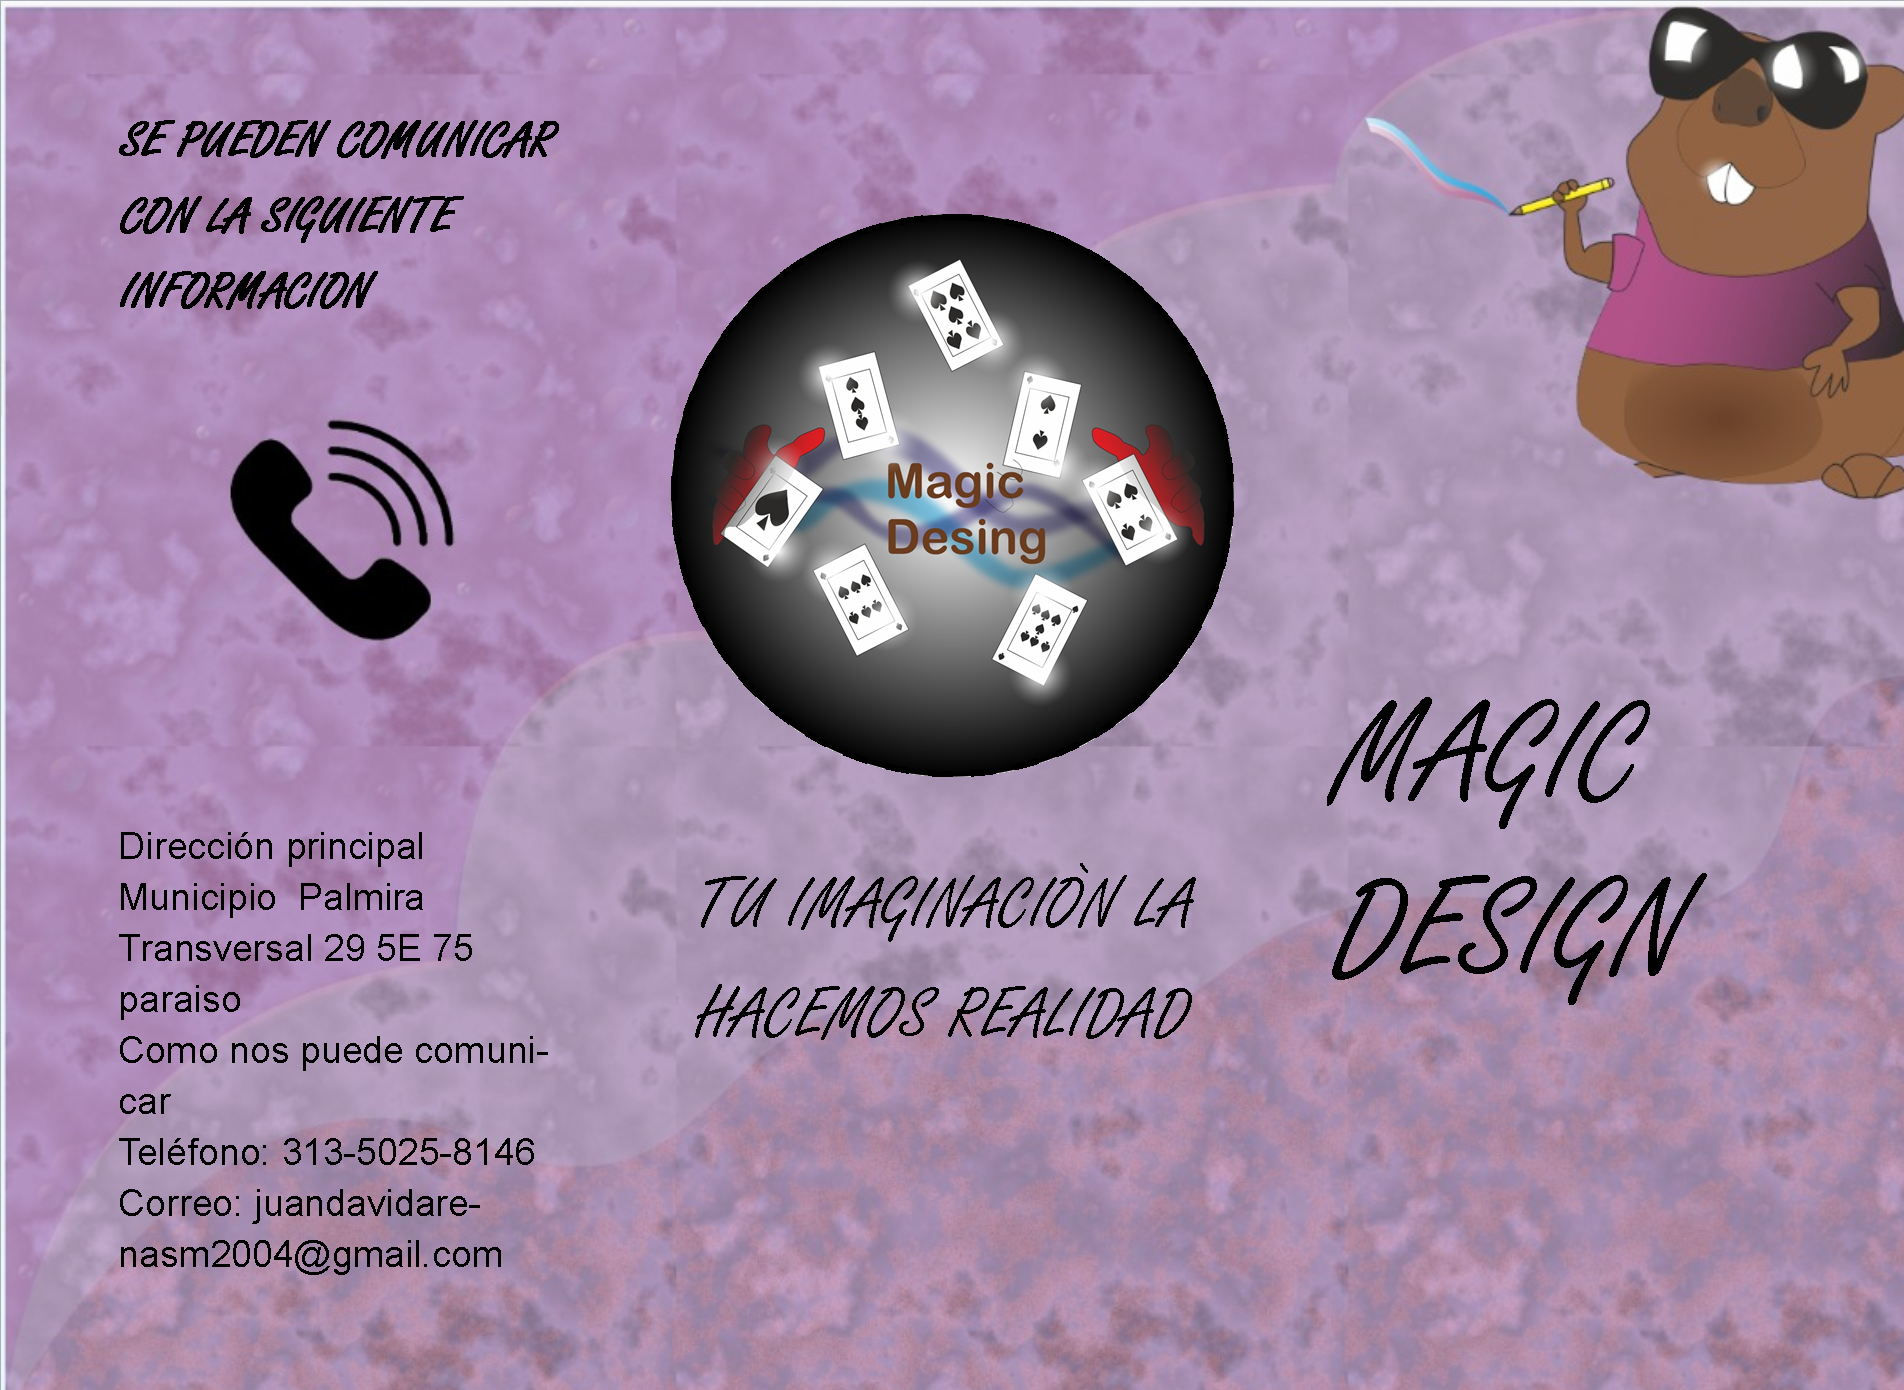 SE PUEDEN COMUNICAR
CON LA SIGUIENTE
INFORMACION
Dirección principal
Municipio  Palmira
Transversal 29 5E 75
paraiso
Como nos puede comuni-
car
Teléfono: 313-5025-8146
Correo: juandavidare-
nasm2004@gmail.com
Magic
Desing
TU IMAGINACIÒN LA
HACEMOS REALIDAD
MAGIC
DESIGN